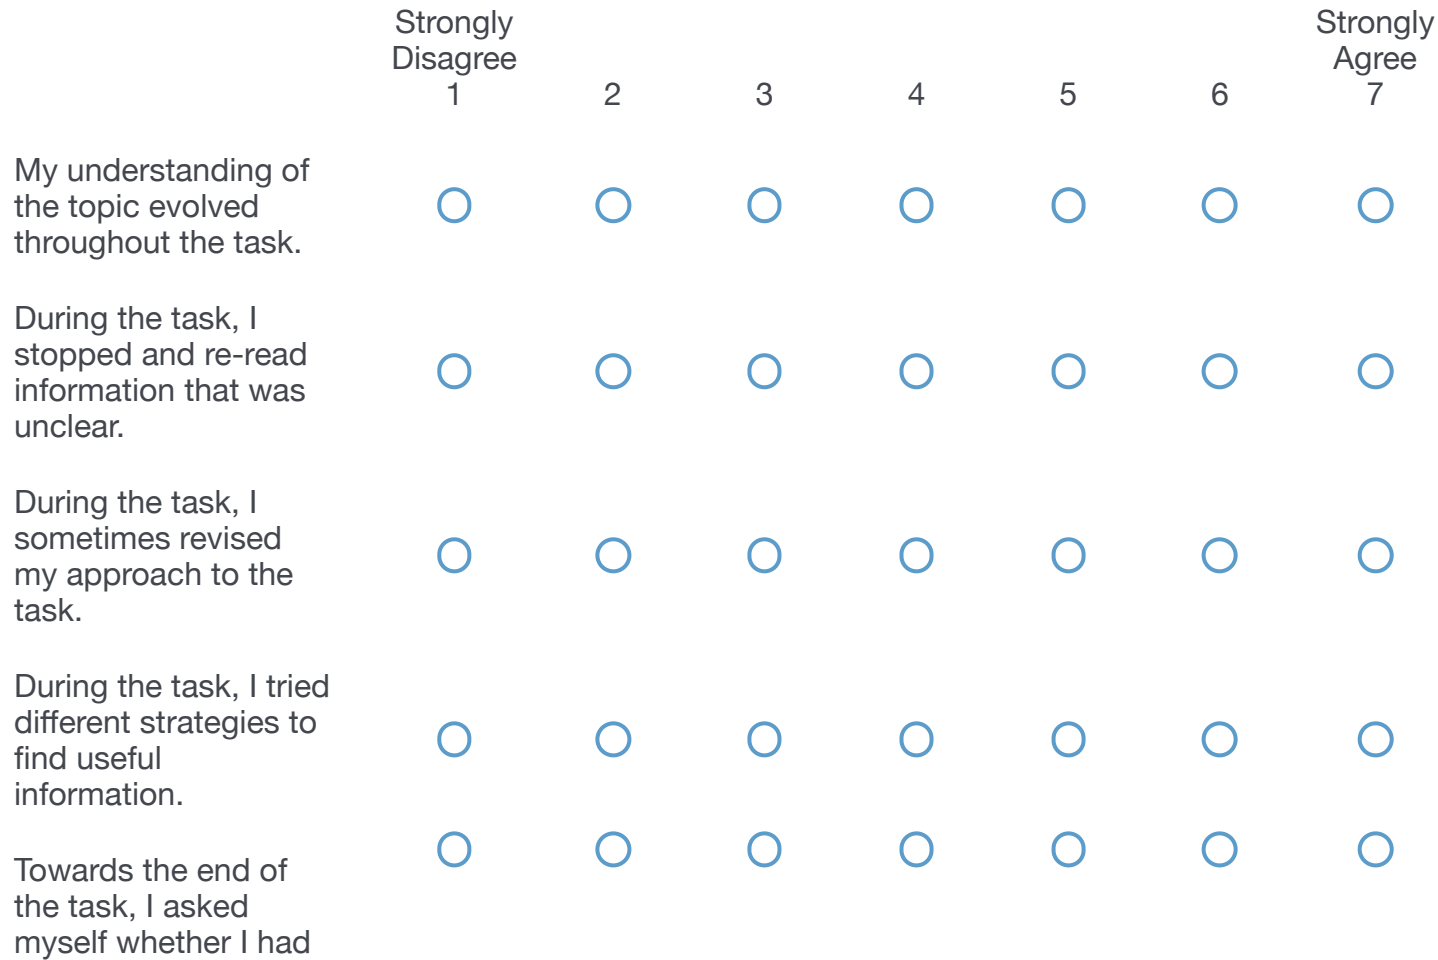 Strongly
Disagree
1 2 3 4 5 6
Strongly
Agree
7
My understanding of
the topic evolved
throughout the task.
During the task, I
stopped and re-read
information that was
unclear.
During the task, I
sometimes revised
my approach to the
task.
During the task, I tried
different strategies to
find useful
information.
Towards the end of
the task, I asked
myself whether I had